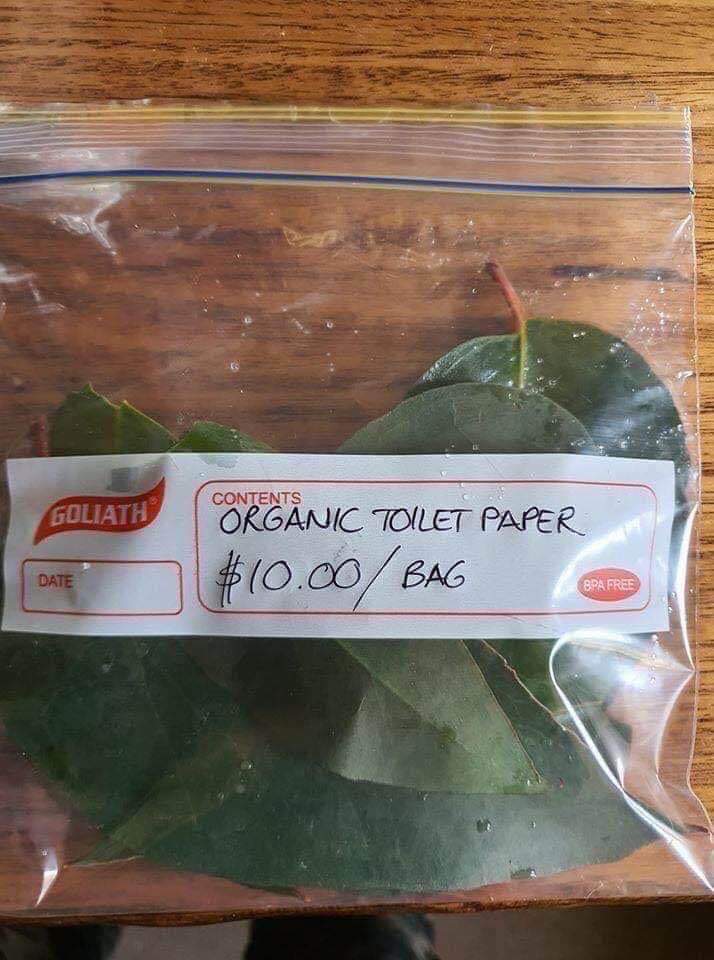 GOLIATH®
CONTENTS
ORGANIC TOILET PAPER
$10.00/ BAG
DATE
BPA FREE